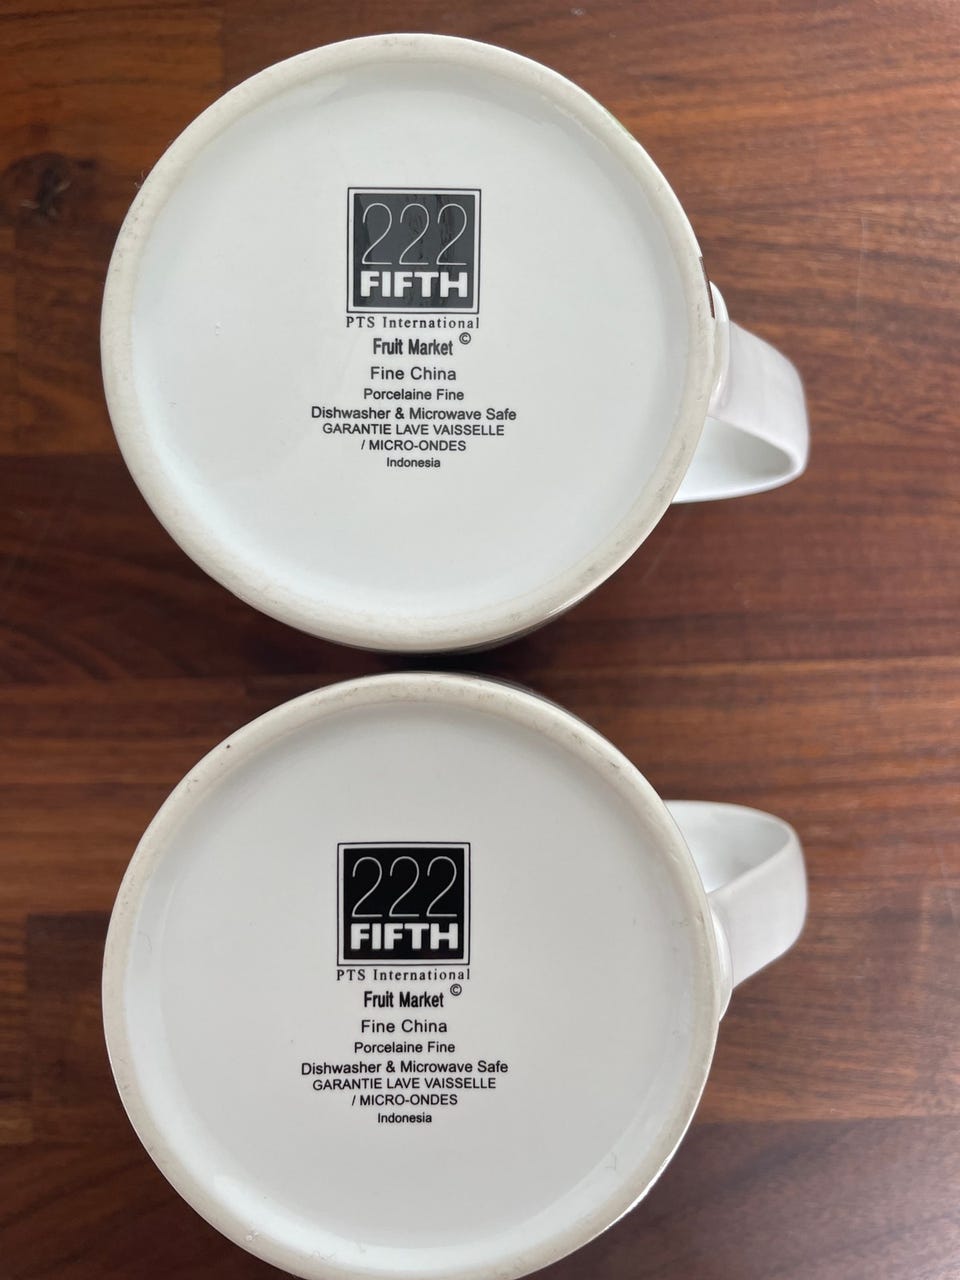 222
FIFTH
PTS International
Fruit Market ©
Fine China
Porcelaine Fine
Dishwasher & Microwave Safe
GARANTIE LAVE VAISSELLE
/ MICRO-ONDES
Indonesia
222
FIFTH
PTS International
Fruit Market ©
Fine China
Porcelaine Fine
Dishwasher & Microwave Safe
GARANTIE LAVE VAISSELLE
/ MICRO-ONDES
Indonesia